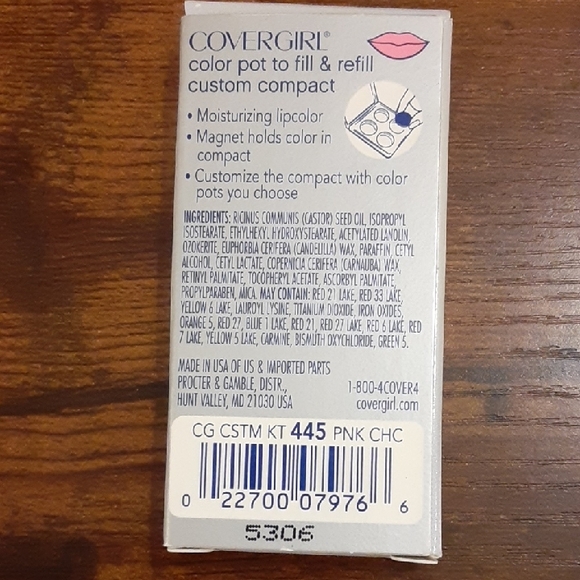 COVERGIRL®
color pot to fill & refill
custom compact
• Moisturizing lipcolor
• Magnet holds color in
compact
• Customize the compact with color
pots you choose
INGREDIENTS: RICINUS COMMUNIS (CASTOR) SEED OIL, ISOPROPYL
ISOSTEARATE, ETHYLHEXYL HYDROXYSTEARATE, ACETYLATED LANOLIN,
OZOKERITE, EUPHORBIA CERIFERA (CANDELILLA) WAX, PARAFFIN, CETYL
ALCOHOL, CETYL LACTATE, COPERNICIA CERIFERA (CARNAUBA) WAX,
RETINYL PALMITATE, TOCOPHERYL ACETATE, ASCORBYL PALMITATE,
PROPYLPARABEN, MICA. MAY CONTAIN: RED 21 LAKE, RED 33 LAKE,
YELLOW 6 LAKE, LAUROYL LYSINE, TITANIUM DIOXIDE, IRON OXIDES,
ORANGE 5, RED 27, BLUE 1 LAKE, RED 21, RED 27 LAKE, RED 6 LAKE, RED
7 LAKE, YELLOW 5 LAKE, CARMINE, BISMUTH OXYCHLORIDE, GREEN 5.
MADE IN USA OF US & IMPORTED PARTS
PROCTER & GAMBLE, DISTR., 1-800-4COVER4
HUNT VALLEY, MD 21030 USA covergirl.com
CG CSTM KT 445 PNK CHC
0 22700 07976 6
5306